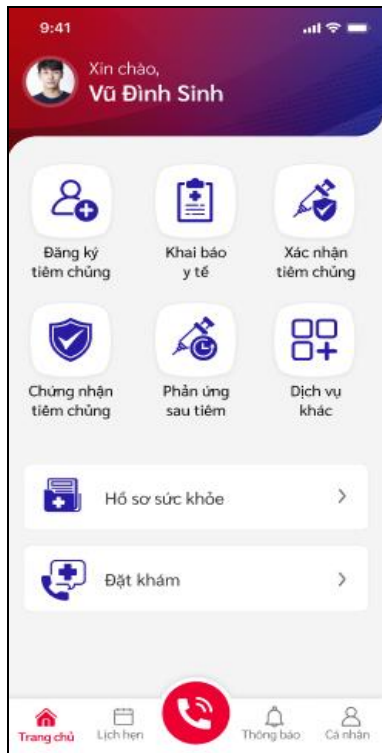 9:41
Xin chào,
Vũ Đình Sinh
Đăng ký
tiêm chủng
Khai báo
y tế
Xác nhận
tiêm chủng
Chứng nhận
tiêm chủng
Phản ứng
sau tiêm
Dịch vụ
khác
Hồ sơ sức khỏe
Đặt khám
Trang chủ
Lịch hẹn
Thông báo
Cá nhân